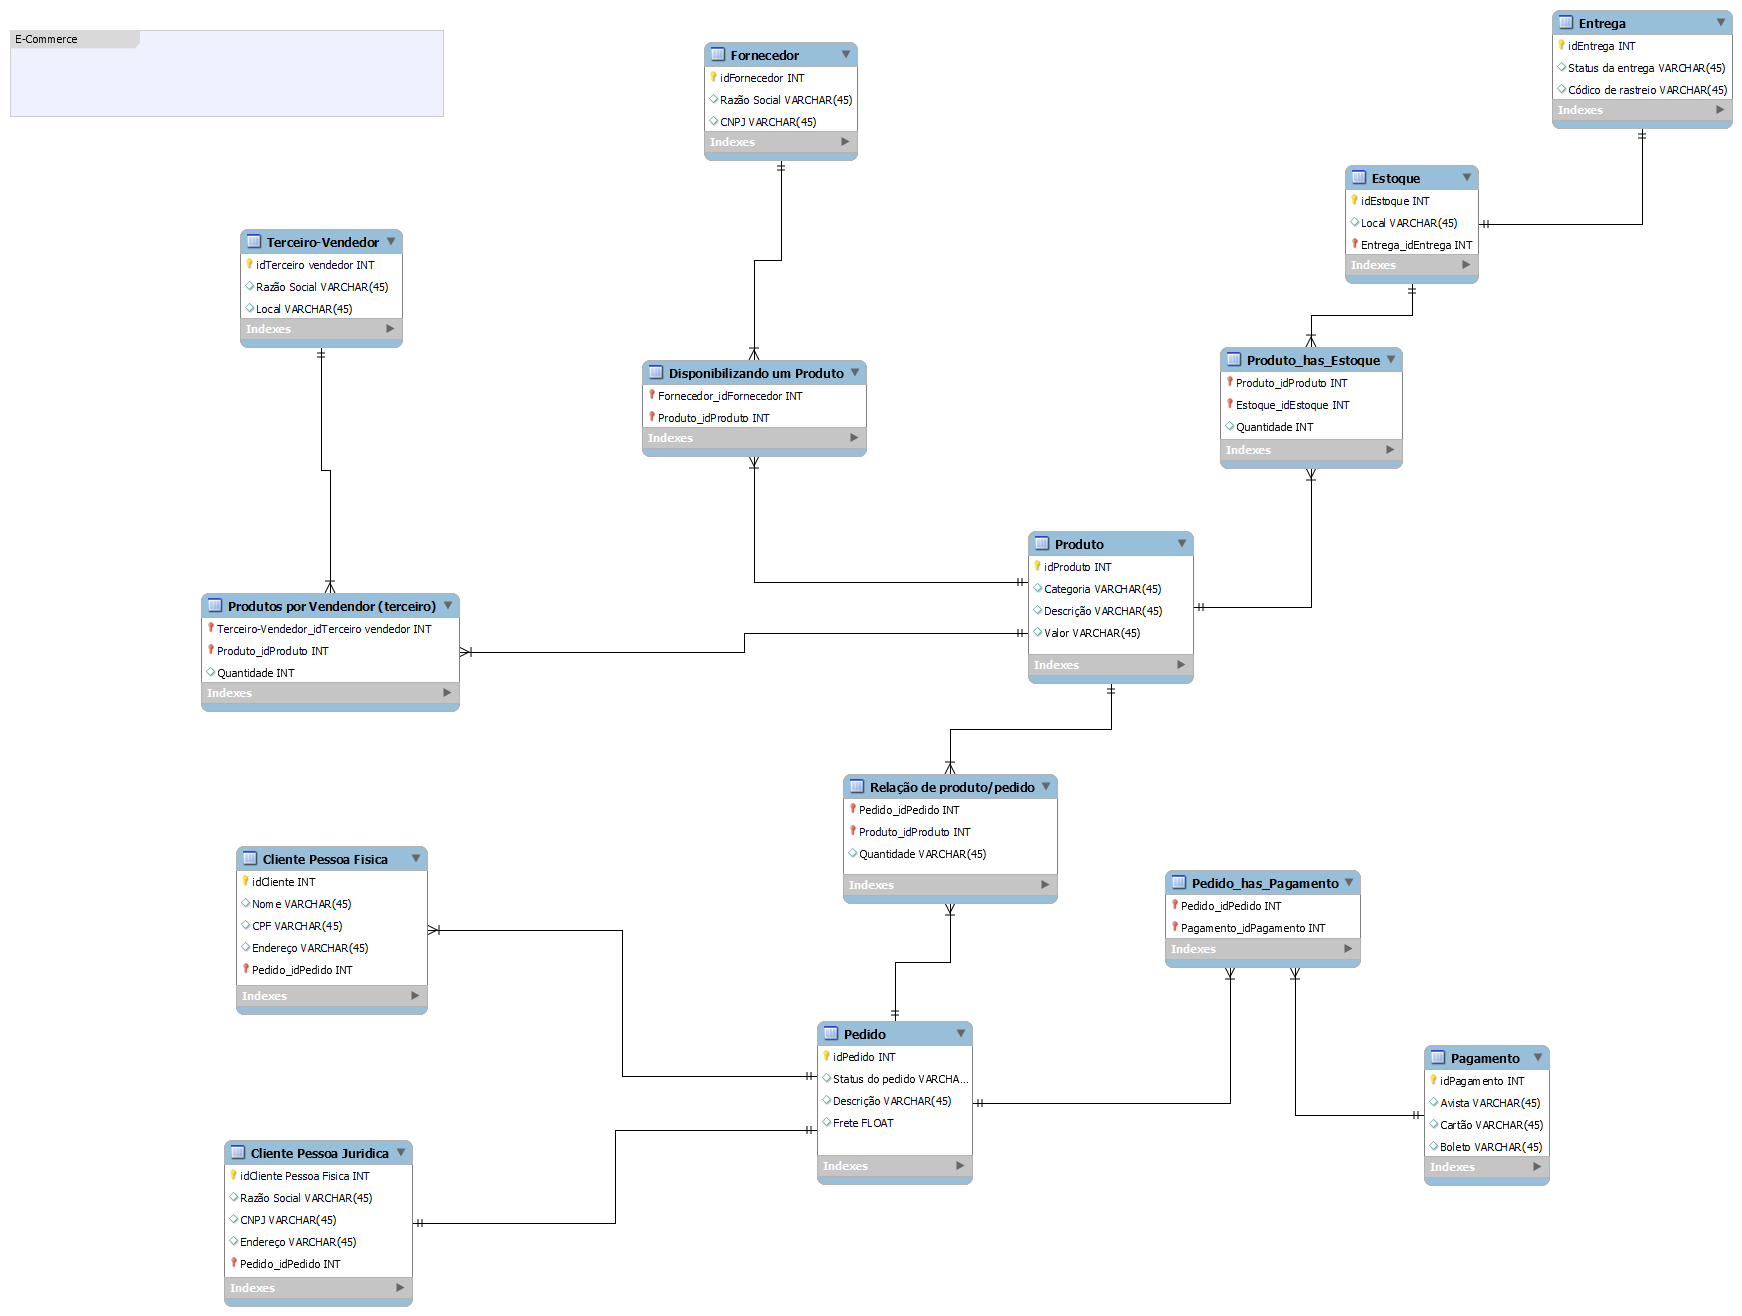 E-Commerce
Fornecedor
idFornecedor INT
Razão Social VARCHAR(45)
CNPJ VARCHAR(45)
Indexes
Entrega
idEntrega INT
Status da entrega VARCHAR(45)
Códico de rastreio VARCHAR(45)
Indexes
Estoque
idEstoque INT
Local VARCHAR(45)
Entrega_idEntrega INT
Indexes
Terceiro-Vendedor
idTerceiro vendedor INT
Razão Social VARCHAR(45)
Local VARCHAR(45)
Indexes
Disponibilizando um Produto
Fornecedor_idFornecedor INT
Produto_idProduto INT
Indexes
Produto_has_Estoque
Produto_idProduto INT
Estoque_idEstoque INT
Quantidade INT
Indexes
Produto
idProduto INT
Categoria VARCHAR(45)
Descrição VARCHAR(45)
Valor VARCHAR(45)
Indexes
Produtos por Vendendor (terceiro)
Terceiro-Vendedor_idTerceiro vendedor INT
Produto_idProduto INT
Quantidade INT
Indexes
Relação de produto/pedido
Pedido_idPedido INT
Produto_idProduto INT
Quantidade VARCHAR(45)
Indexes
Cliente Pessoa Fisica
idCliente INT
Nome VARCHAR(45)
CPF VARCHAR(45)
Endereço VARCHAR(45)
Pedido_idPedido INT
Indexes
Pedido_has_Pagamento
Pedido_idPedido INT
Pagamento_idPagamento INT
Indexes
Pedido
idPedido INT
Status do pedido VARCHA...
Descrição VARCHAR(45)
Frete FLOAT
Indexes
Pagamento
idPagamento INT
Avista VARCHAR(45)
Cartão VARCHAR(45)
Boleto VARCHAR(45)
Indexes
Cliente Pessoa Juridica
idCliente Pessoa Fisica INT
Razão Social VARCHAR(45)
CNPJ VARCHAR(45)
Endereço VARCHAR(45)
Pedido_idPedido INT
Indexes